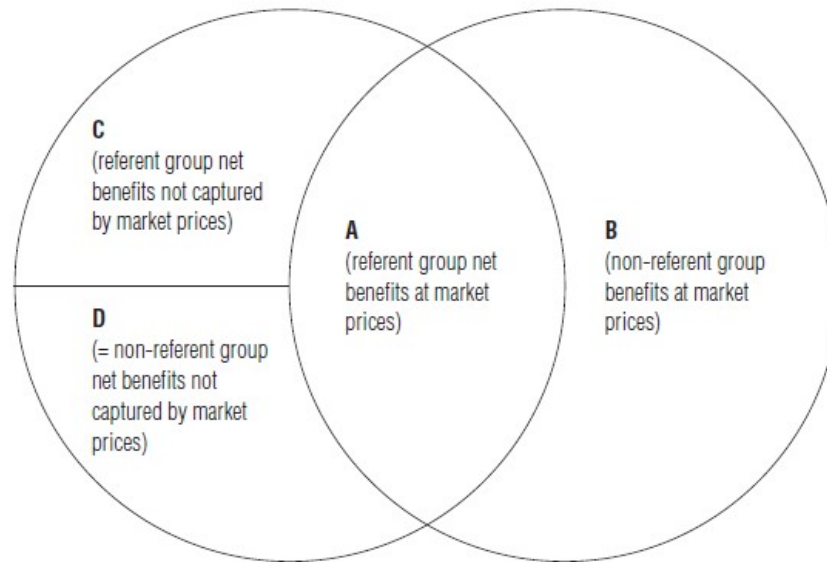 C
(referent group net
benefits not captured
by market prices)
A
(referent group net
benefits at market
prices)
B
(non-referent group
benefits at market
prices)
D
(= non-referent group
net benefits not
captured by market
prices)